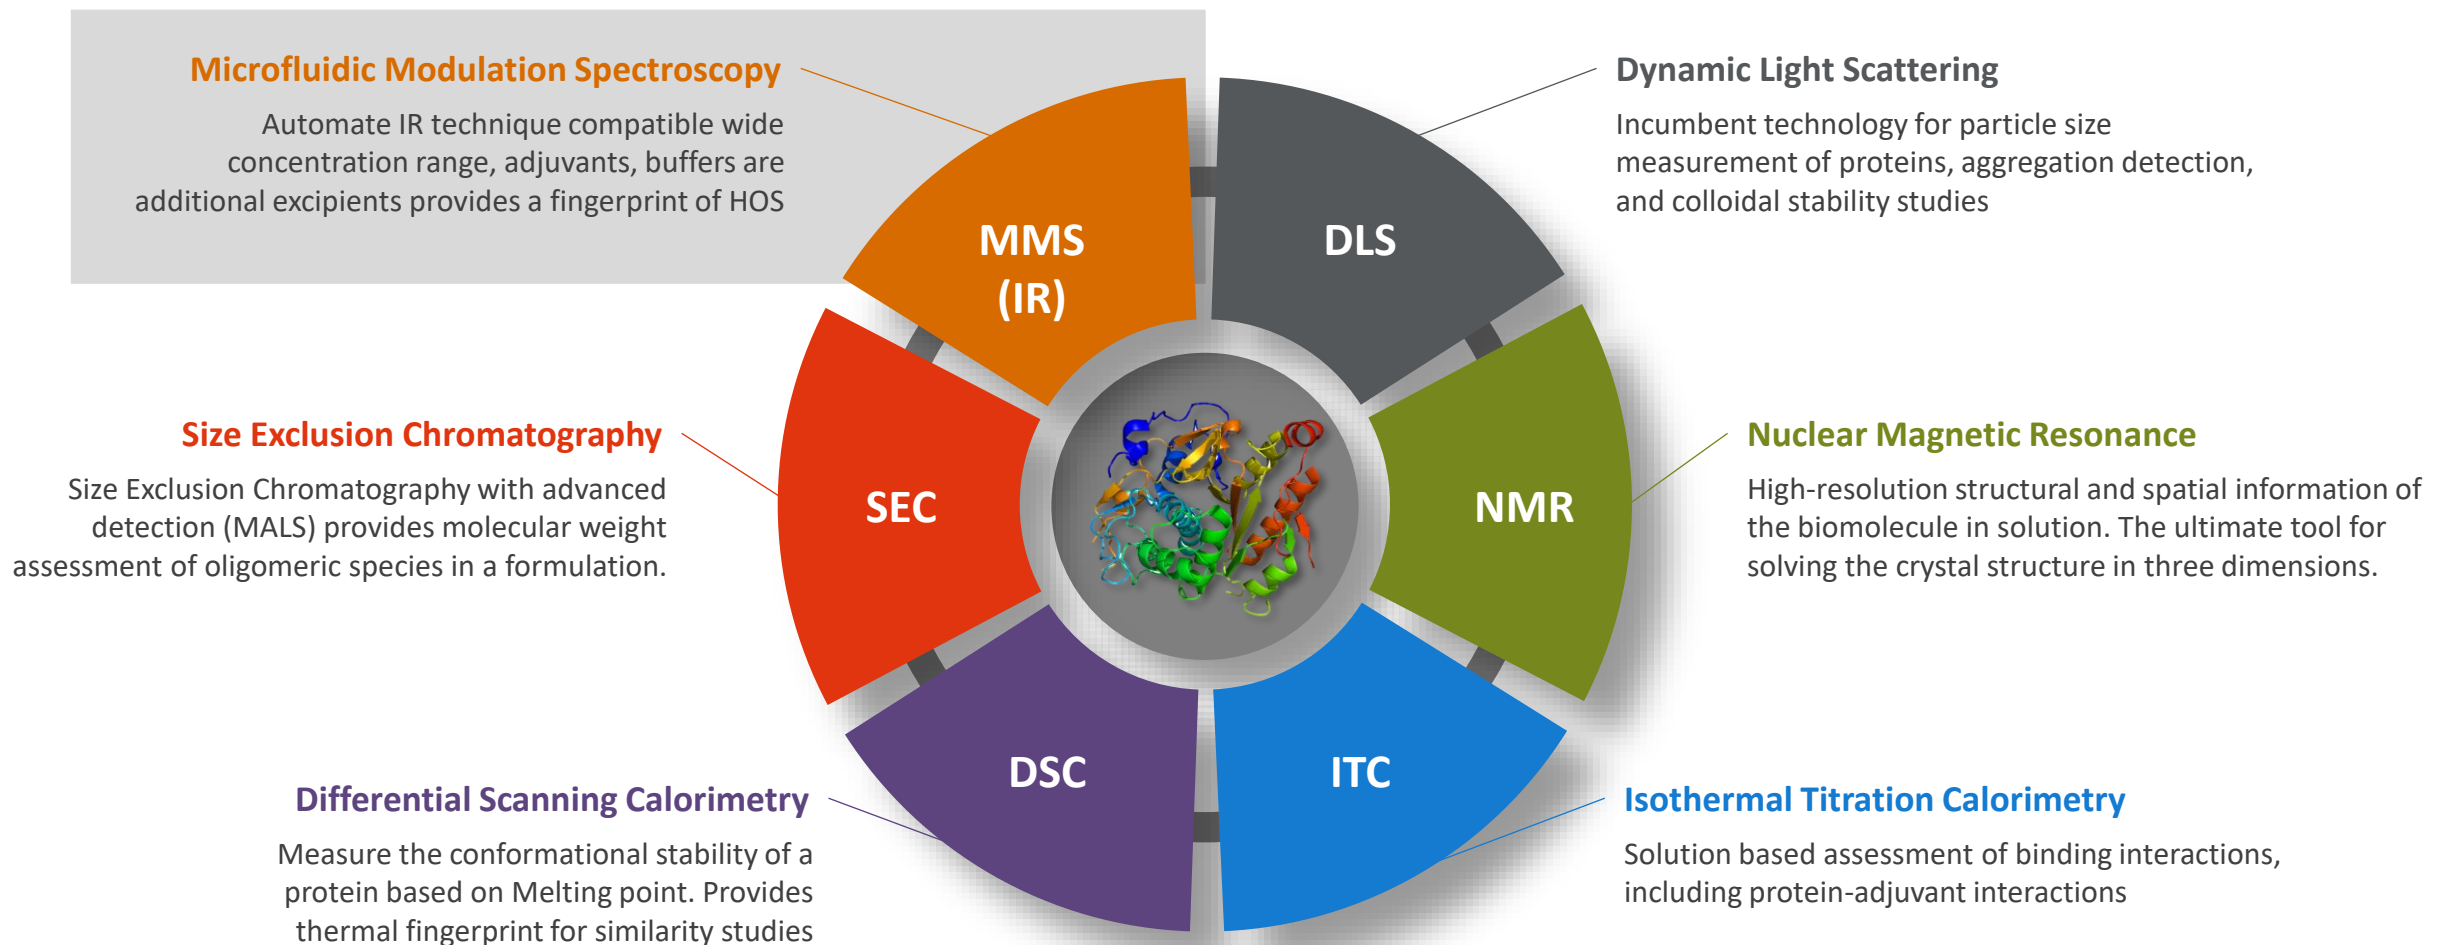 Microfluidic Modulation Spectroscopy
Automate IR technique compatible wide
concentration range, adjuvants, buffers are
additional excipients provides a fingerprint of HOS
Dynamic Light Scattering
Incumbent technology for particle size
measurement of proteins, aggregation detection,
and colloidal stability studies
MMS
(IR)
DLS
Size Exclusion Chromatography
Size Exclusion Chromatography with advanced
detection (MALS) provides molecular weight
assessment of oligomeric species in a formulation.
SEC
NMR
Nuclear Magnetic Resonance
High-resolution structural and spatial information of
the biomolecule in solution. The ultimate tool for
solving the crystal structure in three dimensions.
DSC
ITC
Differential Scanning Calorimetry
Measure the conformational stability of a
protein based on Melting point. Provides
thermal fingerprint for similarity studies
Isothermal Titration Calorimetry
Solution based assessment of binding interactions,
including protein-adjuvant interactions